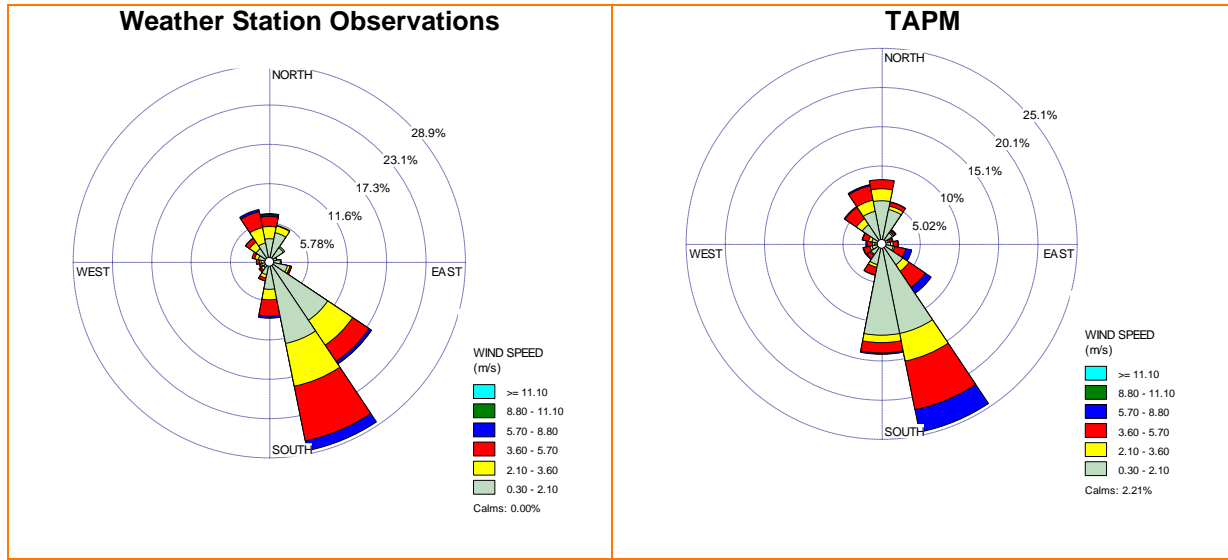 Weather Station Observations
NORTH
28.9%
23.1%
17.3%
11.6%
5.78%
WEST
EAST
SOUTH
WIND SPEED
(m/s)
>= 11.10
8.80 - 11.10
5.70 - 8.80
3.60 - 5.70
2.10 - 3.60
0.30 - 2.10
Calms: 0.00%
TAPM
NORTH
25.1%
20.1%
15.1%
10%
5.02%
WEST
EAST
SOUTH
WIND SPEED
(m/s)
>= 11.10
8.80 - 11.10
5.70 - 8.80
3.60 - 5.70
2.10 - 3.60
0.30 - 2.10
Calms: 2.21%